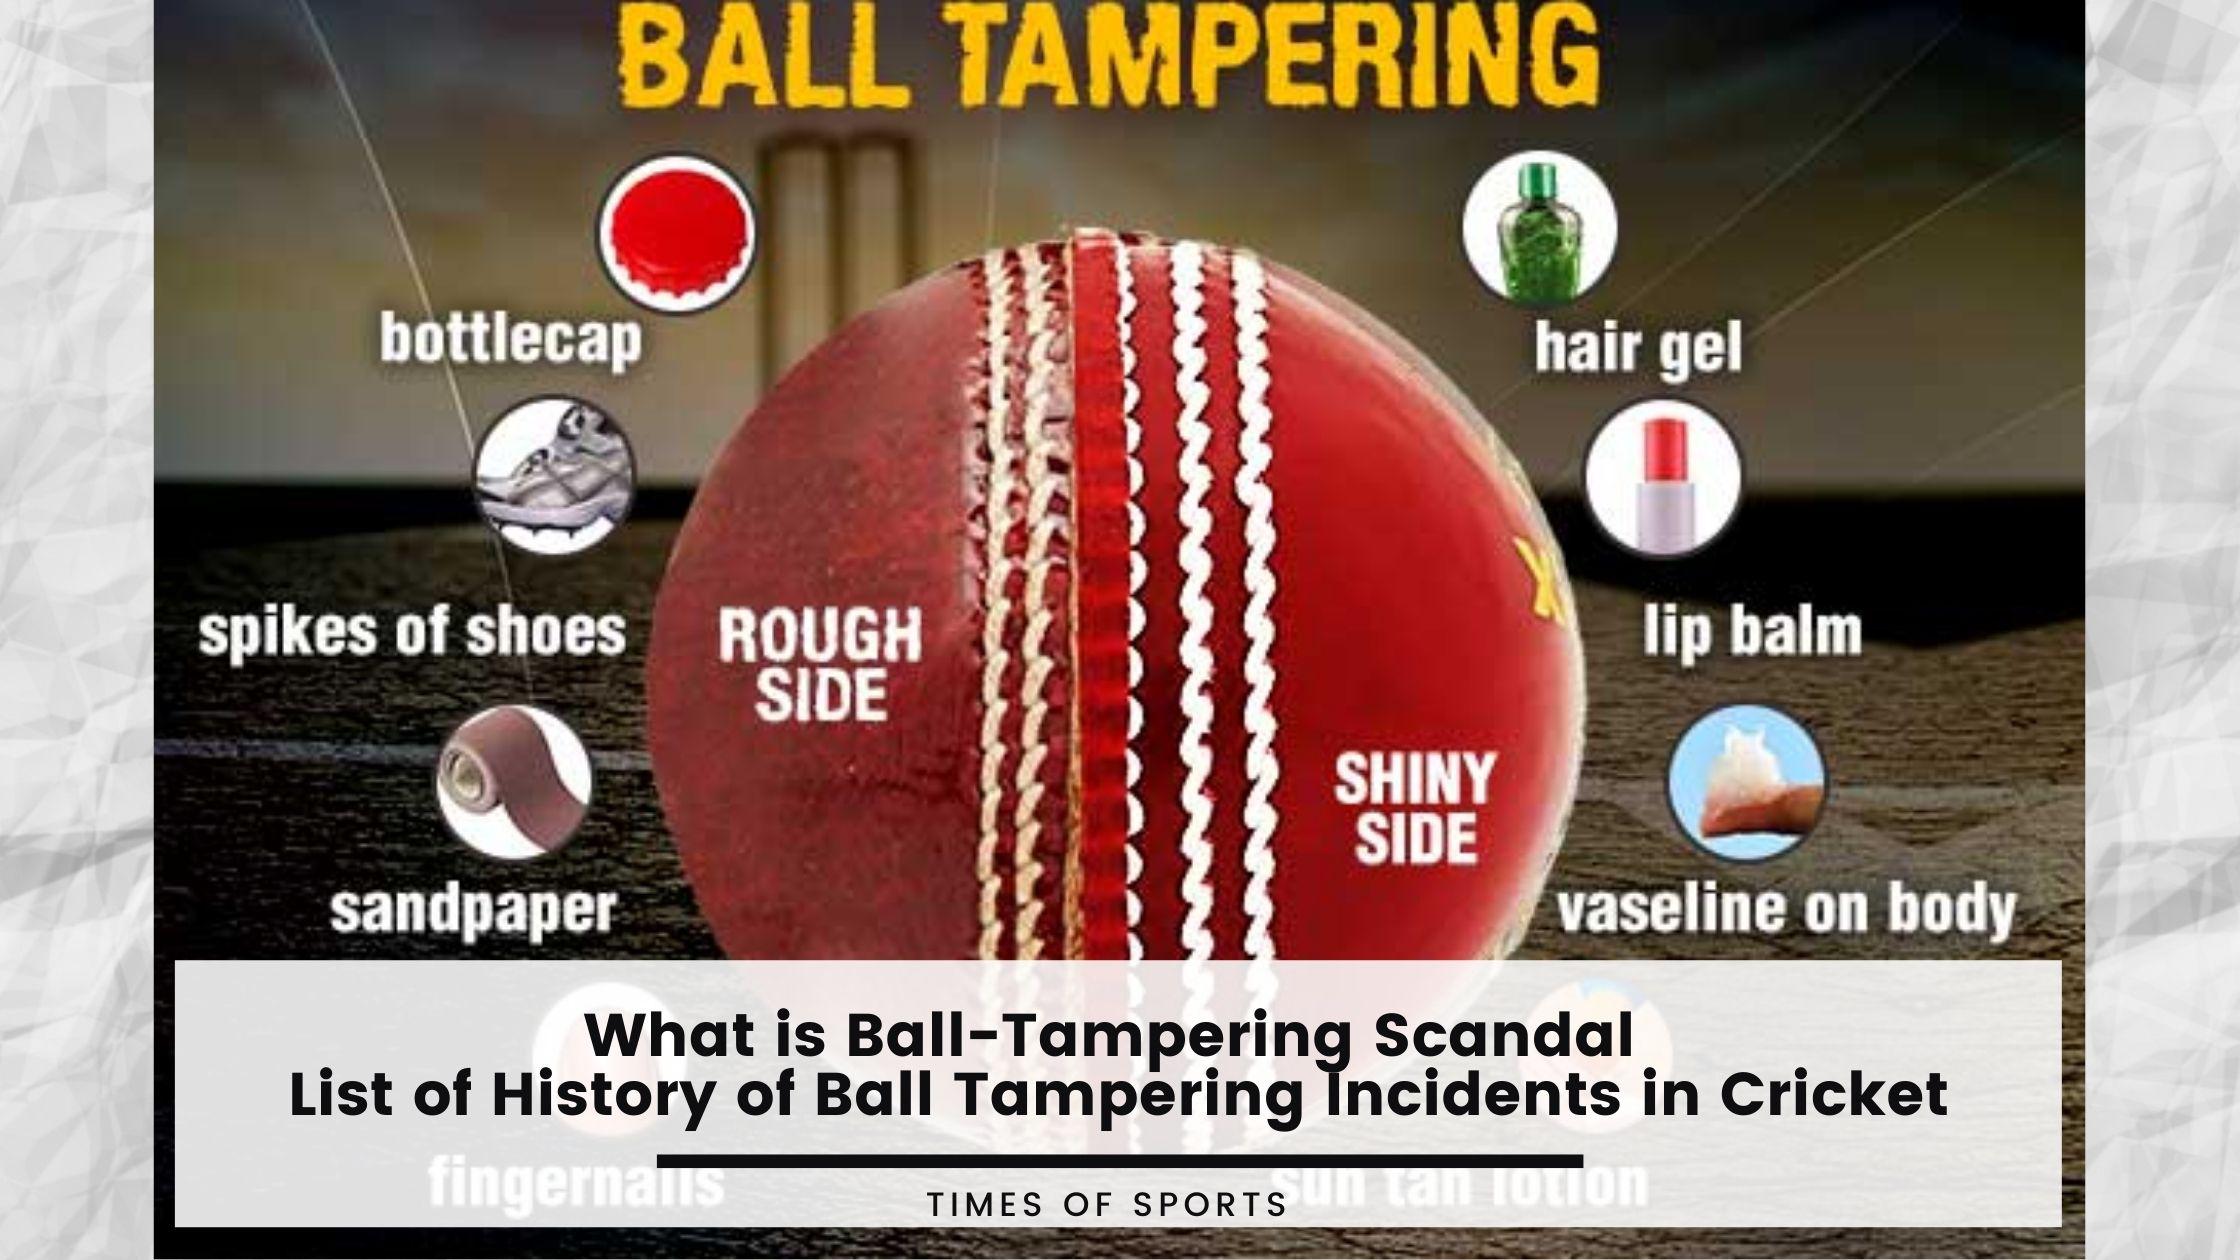 BALL TAMPERING
bottlecap
hair gel
spikes of shoes
lip balm
ROUGH
SIDE
SHINY
SIDE
sandpaper
vaseline on body
What is Ball-Tampering Scandal
List of History of Ball Tampering Incidents in Cricket
fingernails
sun tan lotion
TIMES OF SPORTS